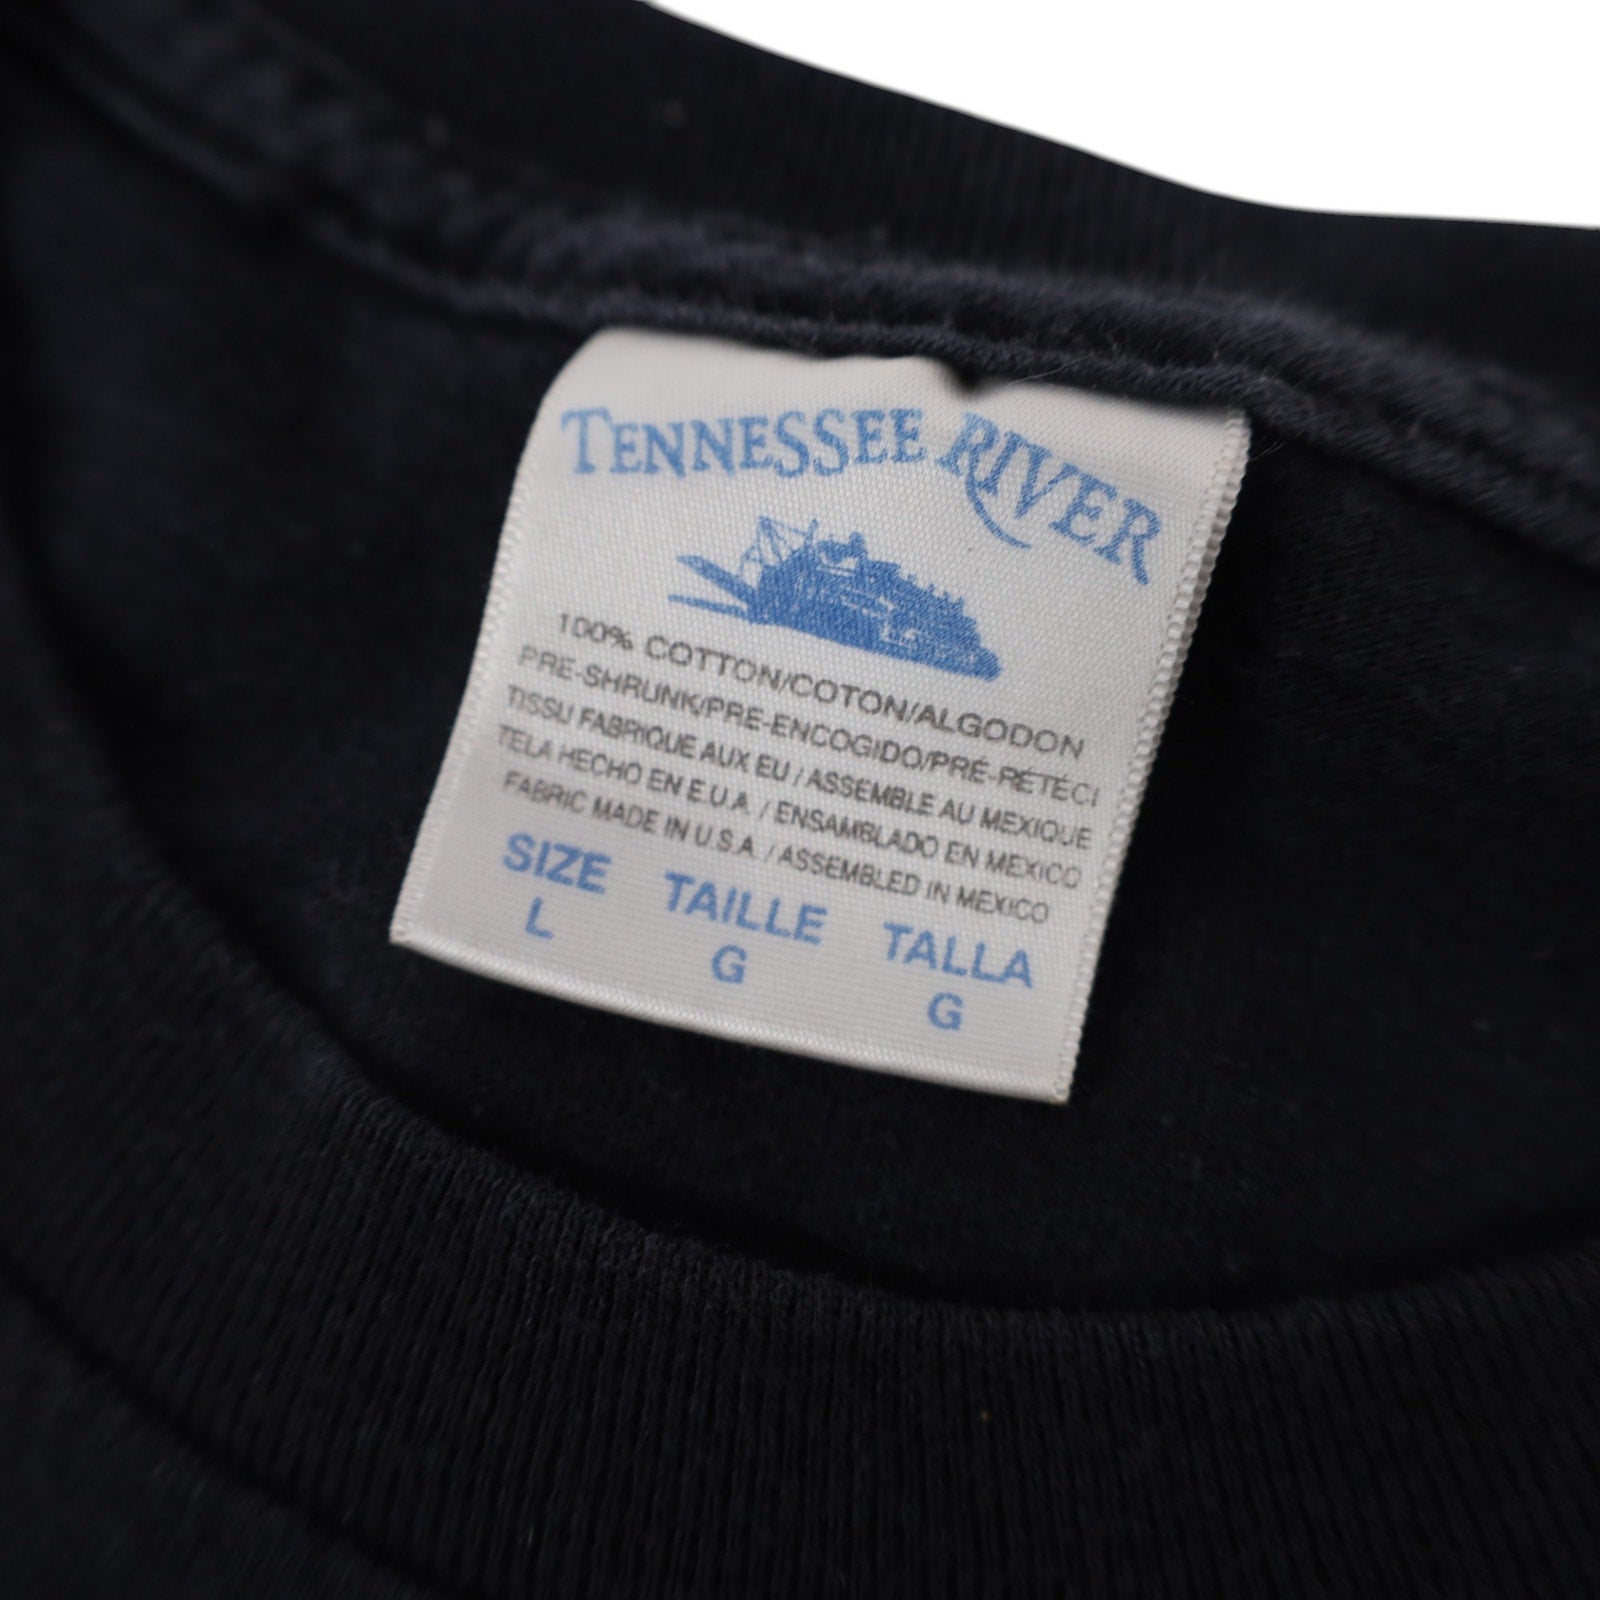 TENNESSEE RIVER
100% COTTON/COTON/ALGODON
PRE-SHRUNK/PRE-ENCOGIDO/PRÉ-RÉTÉCI
TISSU FABRIQUE AUX EU / ASSEMBLE AU MEXIQUE
TELA HECHO EN E.U.A. / ENSAMBLADO EN MEXICO
FABRIC MADE IN U.S.A. / ASSEMBLED IN MEXICO
SIZE TAILLE TALLA
L G G